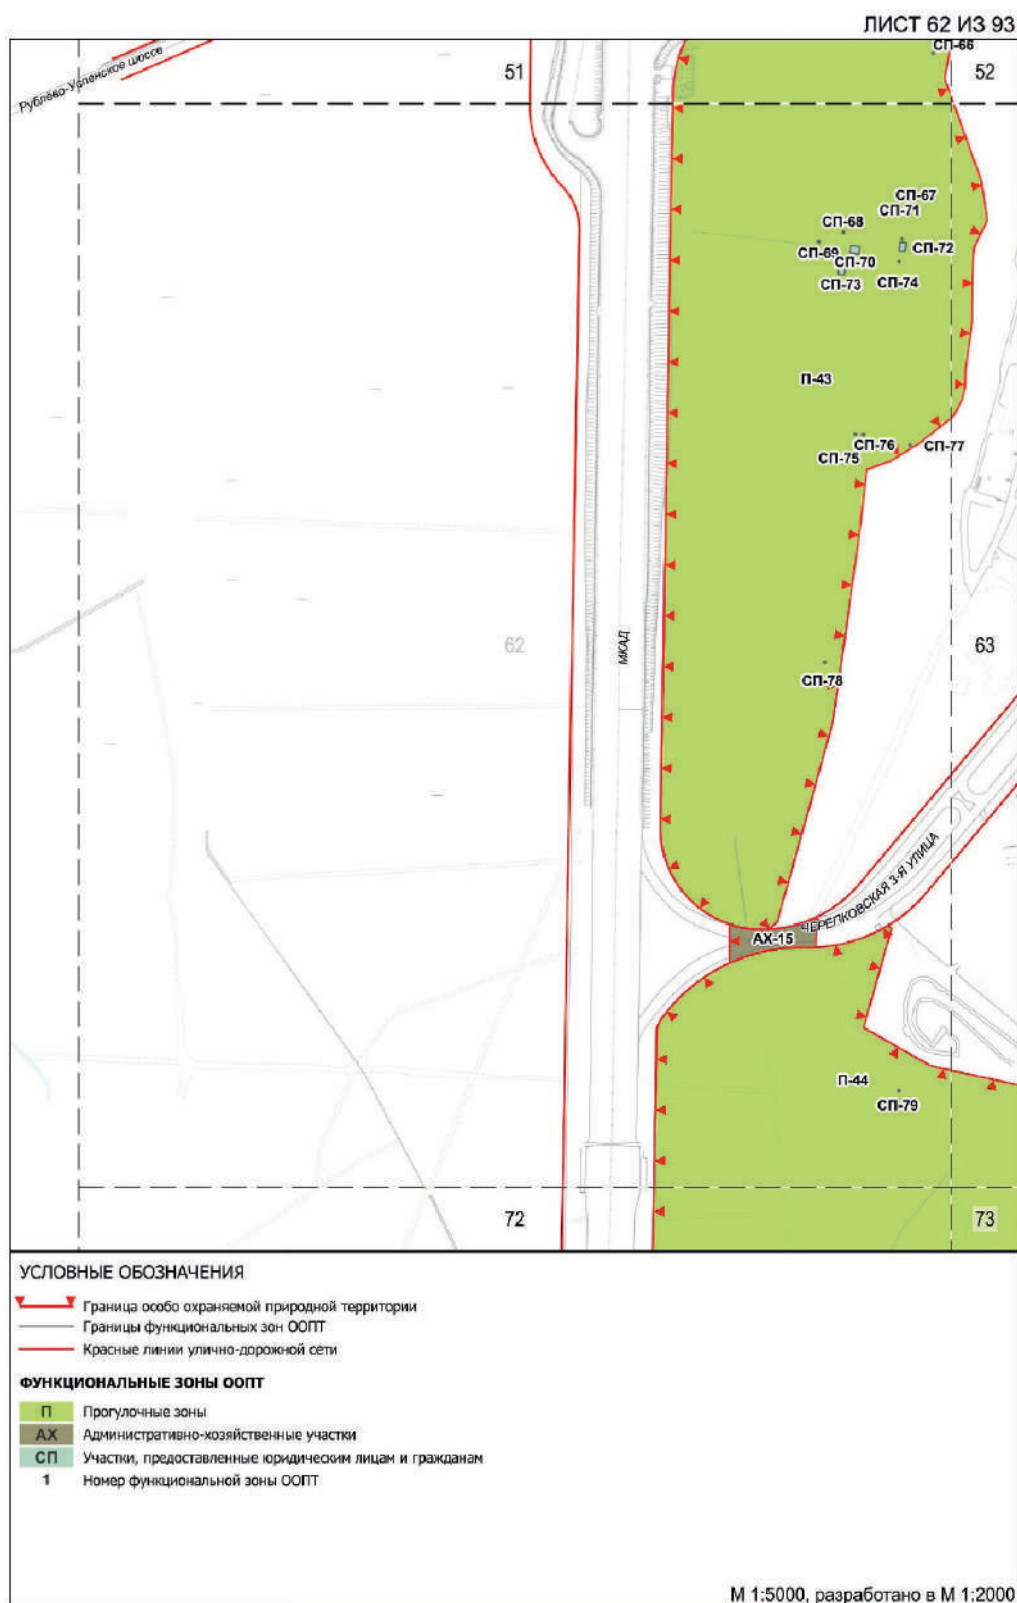 ЛИСТ 62 ИЗ 93
Рублёво-Успенское шоссе
51
52
СП-66
СП-67
СП-71
СП-68
СП-69
СП-70
СП-72
СП-73
СП-74
П-43
СП-76
СП-77
СП-75
62
МКАД
63
СП-78
ЧЕРЕПКОВСКАЯ 3-Я УЛИЦА
АХ-15
П-44
СП-79
72
73
УСЛОВНЫЕ ОБОЗНАЧЕНИЯ
Граница особо охраняемой природной территории
Границы функциональных зон ООПТ
Красные линии улично-дорожной сети
ФУНКЦИОНАЛЬНЫЕ ЗОНЫ ООПТ
П Прогулочные зоны
АХ Административно-хозяйственные участки
СП Участки, предоставленные юридическим лицам и гражданам
1 Номер функциональной зоны ООПТ
М 1:5000, разработано в М 1:2000